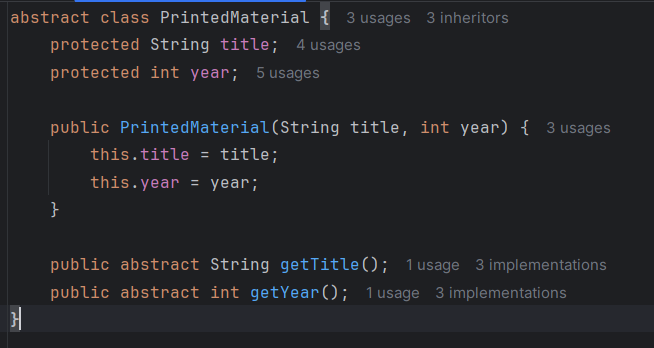 abstract class PrintedMaterial { 3 usages 3 inheritors
    protected String title; 4 usages
    protected int year; 5 usages

    public PrintedMaterial(String title, int year) { 3 usages
        this.title = title;
        this.year = year;
    }

    public abstract String getTitle(); 1 usage 3 implementations
    public abstract int getYear(); 1 usage 3 implementations
}